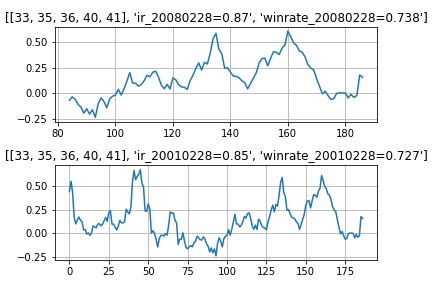 [[33, 35, 36, 40, 41], 'ir_20080228=0.87', 'winrate_20080228=0.738']
0.50
0.25
0.00
−0.25
80 100 120 140 160 180
[[33, 35, 36, 40, 41], 'ir_20010228=0.85', 'winrate_20010228=0.727']
0.50
0.25
0.00
−0.25
0 25 50 75 100 125 150 175